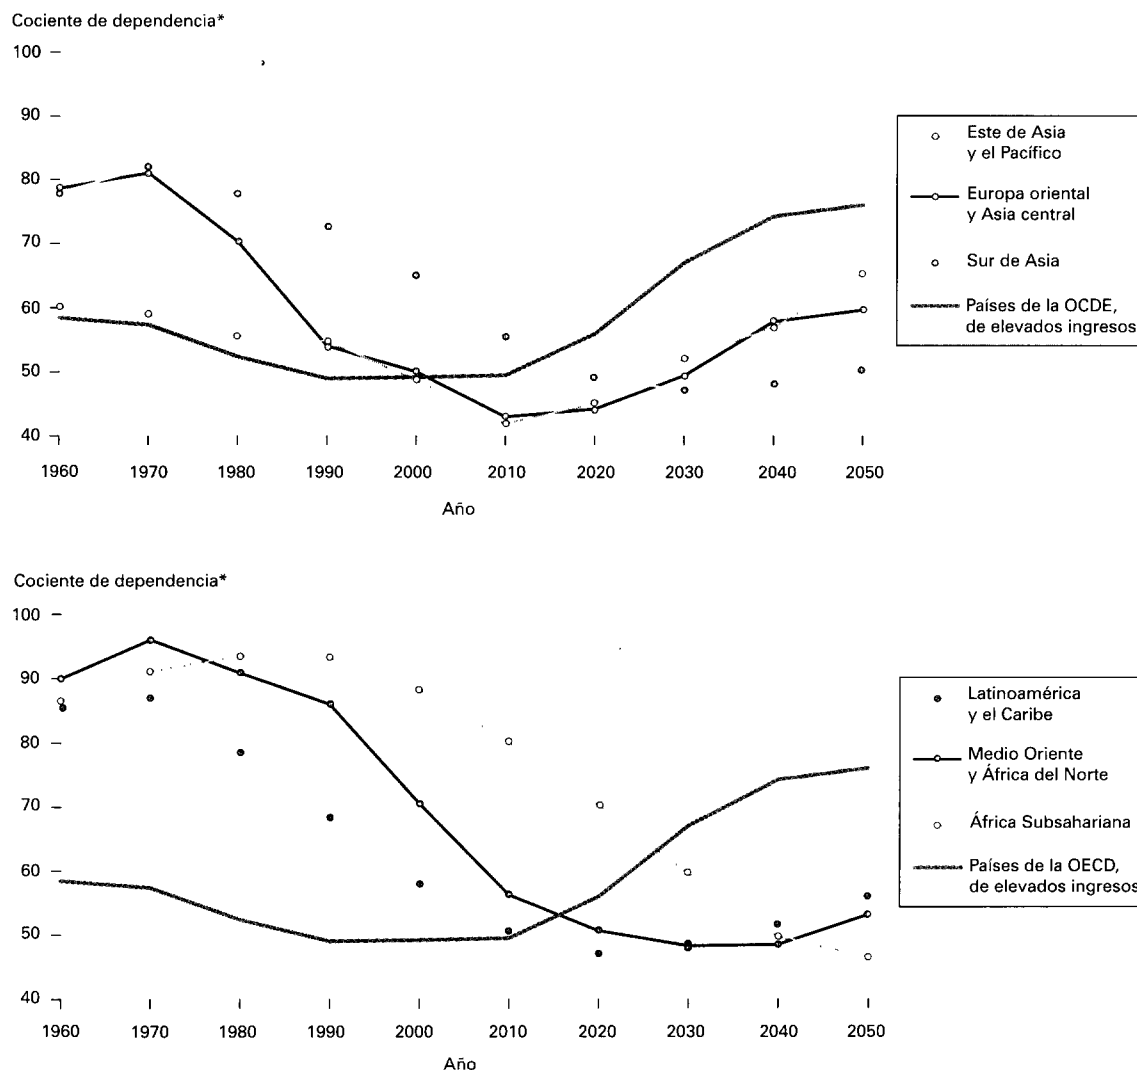 Cociente de dependencia*
100
90
80
70
60
50
40
1960 1970 1980 1990 2000 2010 2020 2030 2040 2050
Año
Este de Asia
y el Pacífico
Europa oriental
y Asia central
Sur de Asia
Países de la OCDE,
de elevados ingresos
Cociente de dependencia*
100
90
80
70
60
50
40
1960 1970 1980 1990 2000 2010 2020 2030 2040 2050
Año
Latinoamérica
y el Caribe
Medio Oriente
y África del Norte
África Subsahariana
Países de la OECD,
de elevados ingresos